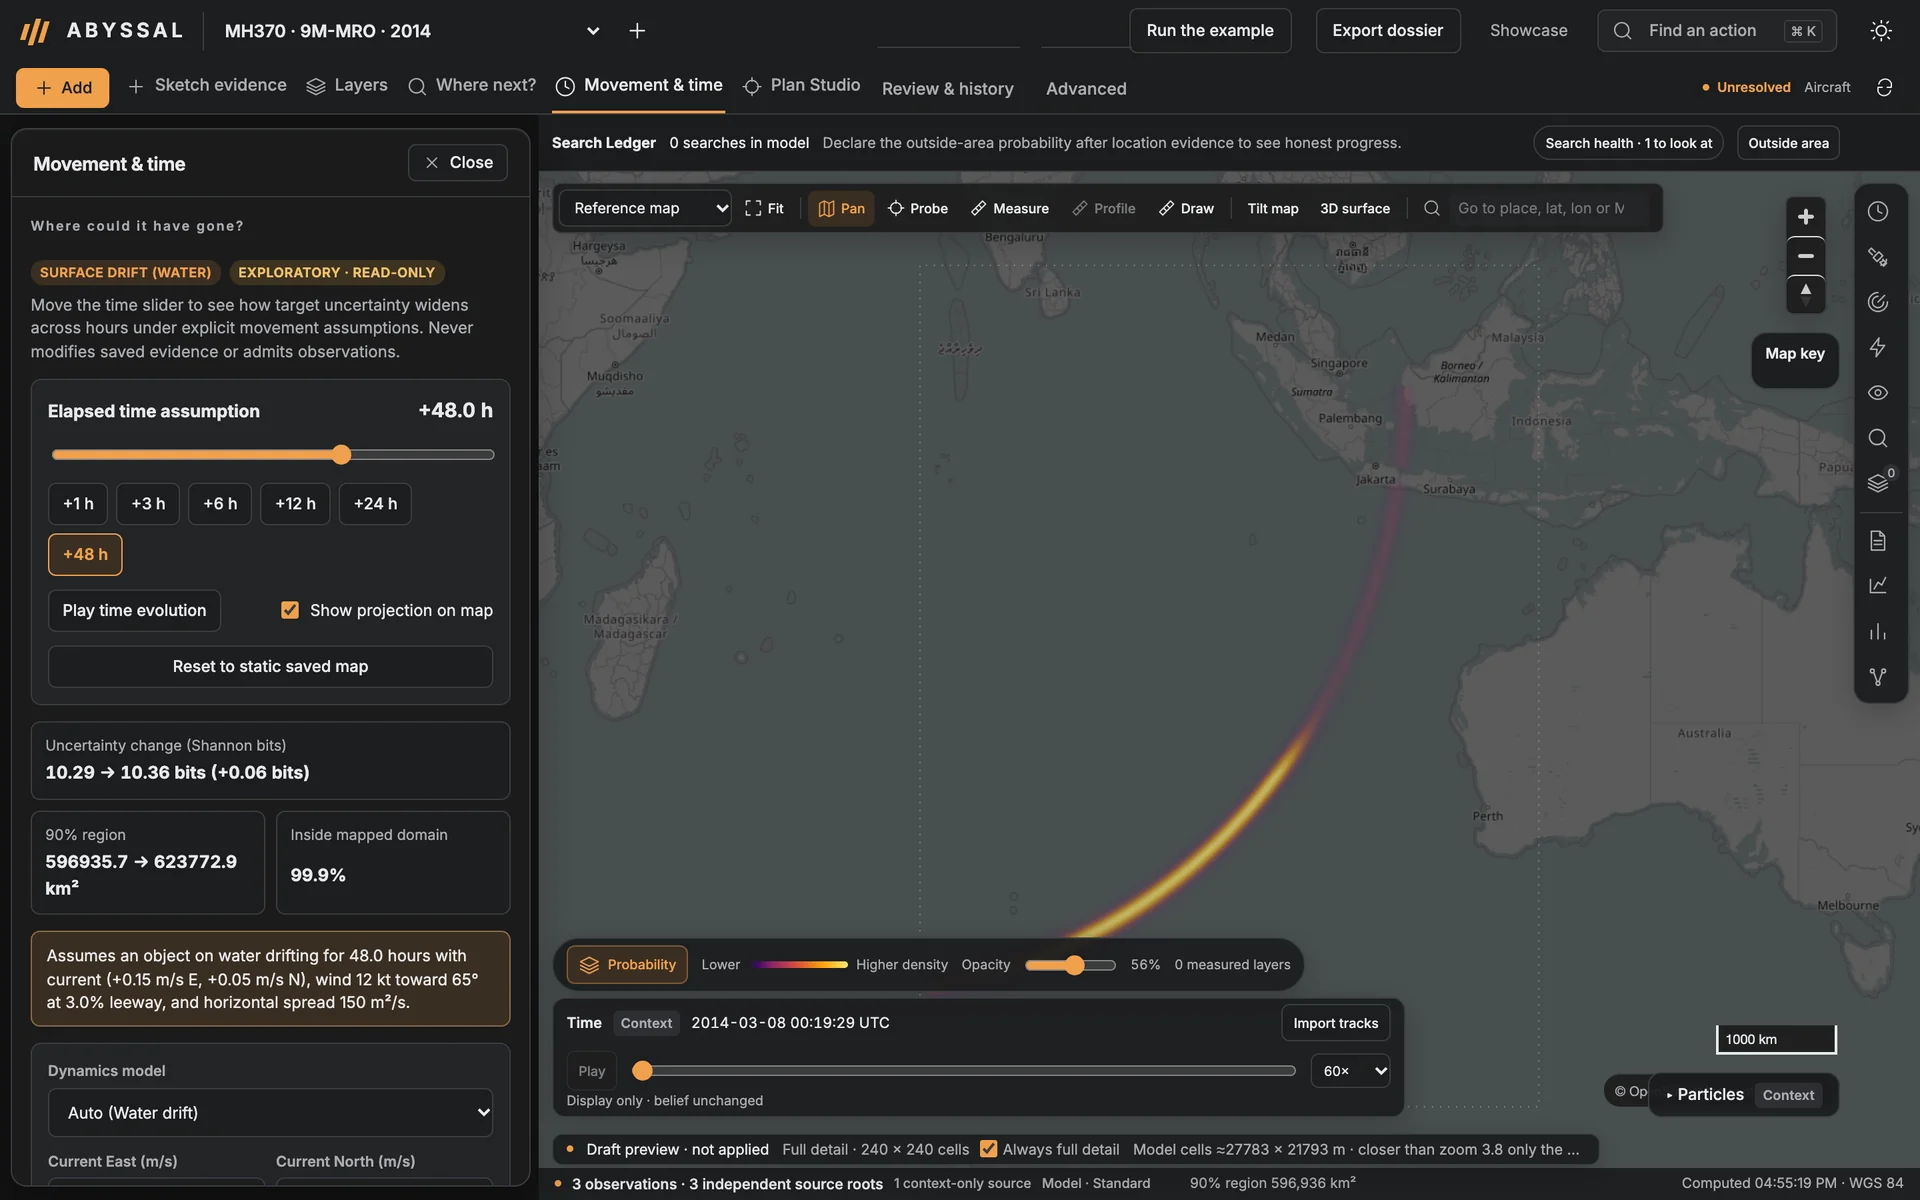 ABYSSAL
MH370 · 9M-MRO · 2014
Run the example
Export dossier
Showcase
Find an action
⌘ K
Add
Sketch evidence
Layers
Where next?
Movement & time
Plan Studio
Review & history
Advanced
Unresolved
Aircraft
Movement & time
Close
Where could it have gone?
SURFACE DRIFT (WATER)
EXPLORATORY · READ-ONLY
Move the time slider to see how target uncertainty widens
across hours under explicit movement assumptions. Never
modifies saved evidence or admits observations.
Elapsed time assumption
+48.0 h
+1 h
+3 h
+6 h
+12 h
+24 h
+48 h
Play time evolution
Show projection on map
Reset to static saved map
Uncertainty change (Shannon bits)
10.29 → 10.36 bits (+0.06 bits)
90% region
596935.7 → 623772.9
km²
Inside mapped domain
99.9%
Assumes an object on water drifting for 48.0 hours with
current (+0.15 m/s E, +0.05 m/s N), wind 12 kt toward 65°
at 3.0% leeway, and horizontal spread 150 m²/s.
Dynamics model
Auto (Water drift)
Current East (m/s)
Current North (m/s)
Search Ledger
0 searches in model
Declare the outside-area probability after location evidence to see honest progress.
Search health · 1 to look at
Outside area
Reference map
Fit
Pan
Probe
Measure
Profile
Draw
Tilt map
3D surface
Go to place, lat, lon or M
Map key
0
Hargeysa
هرجيسا
Bengaluru
Sri Lanka
Soomaaliya
الصومال
Muqdisho
مقديشو
Medan
Malaysia
Singapore
Borneo /
Kalimantan
Sumatra
Palembang
Indonesia
Papua
Jakarta
Surabaya
Madagasikara /
Madagascar
Australia
Perth
Melbourne
Probability
Lower
Higher density
Opacity
56%
0 measured layers
Time
Context
2014-03-08 00:19:29 UTC
Import tracks
Play
60×
Display only · belief unchanged
1000 km
© Op
Particles
Context
Draft preview · not applied
Full detail · 240 × 240 cells
Always full detail
Model cells ≈27783 × 21793 m · closer than zoom 3.8 only the ...
3 observations · 3 independent source roots
1 context-only source
Model · Standard
90% region 596,936 km²
Computed 04:55:19 PM · WGS 84